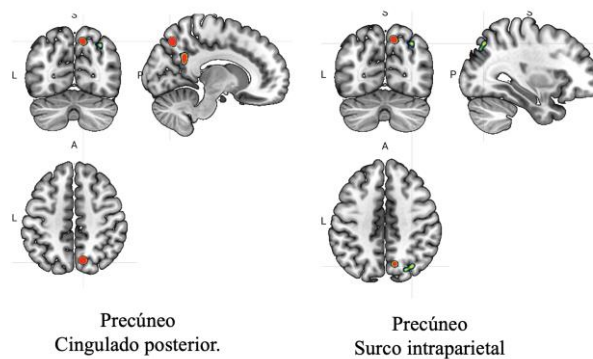 S
S
L
P
L
P
A
A
L
L
Precúneo
Cingulado posterior.
Precúneo
Surco intraparietal